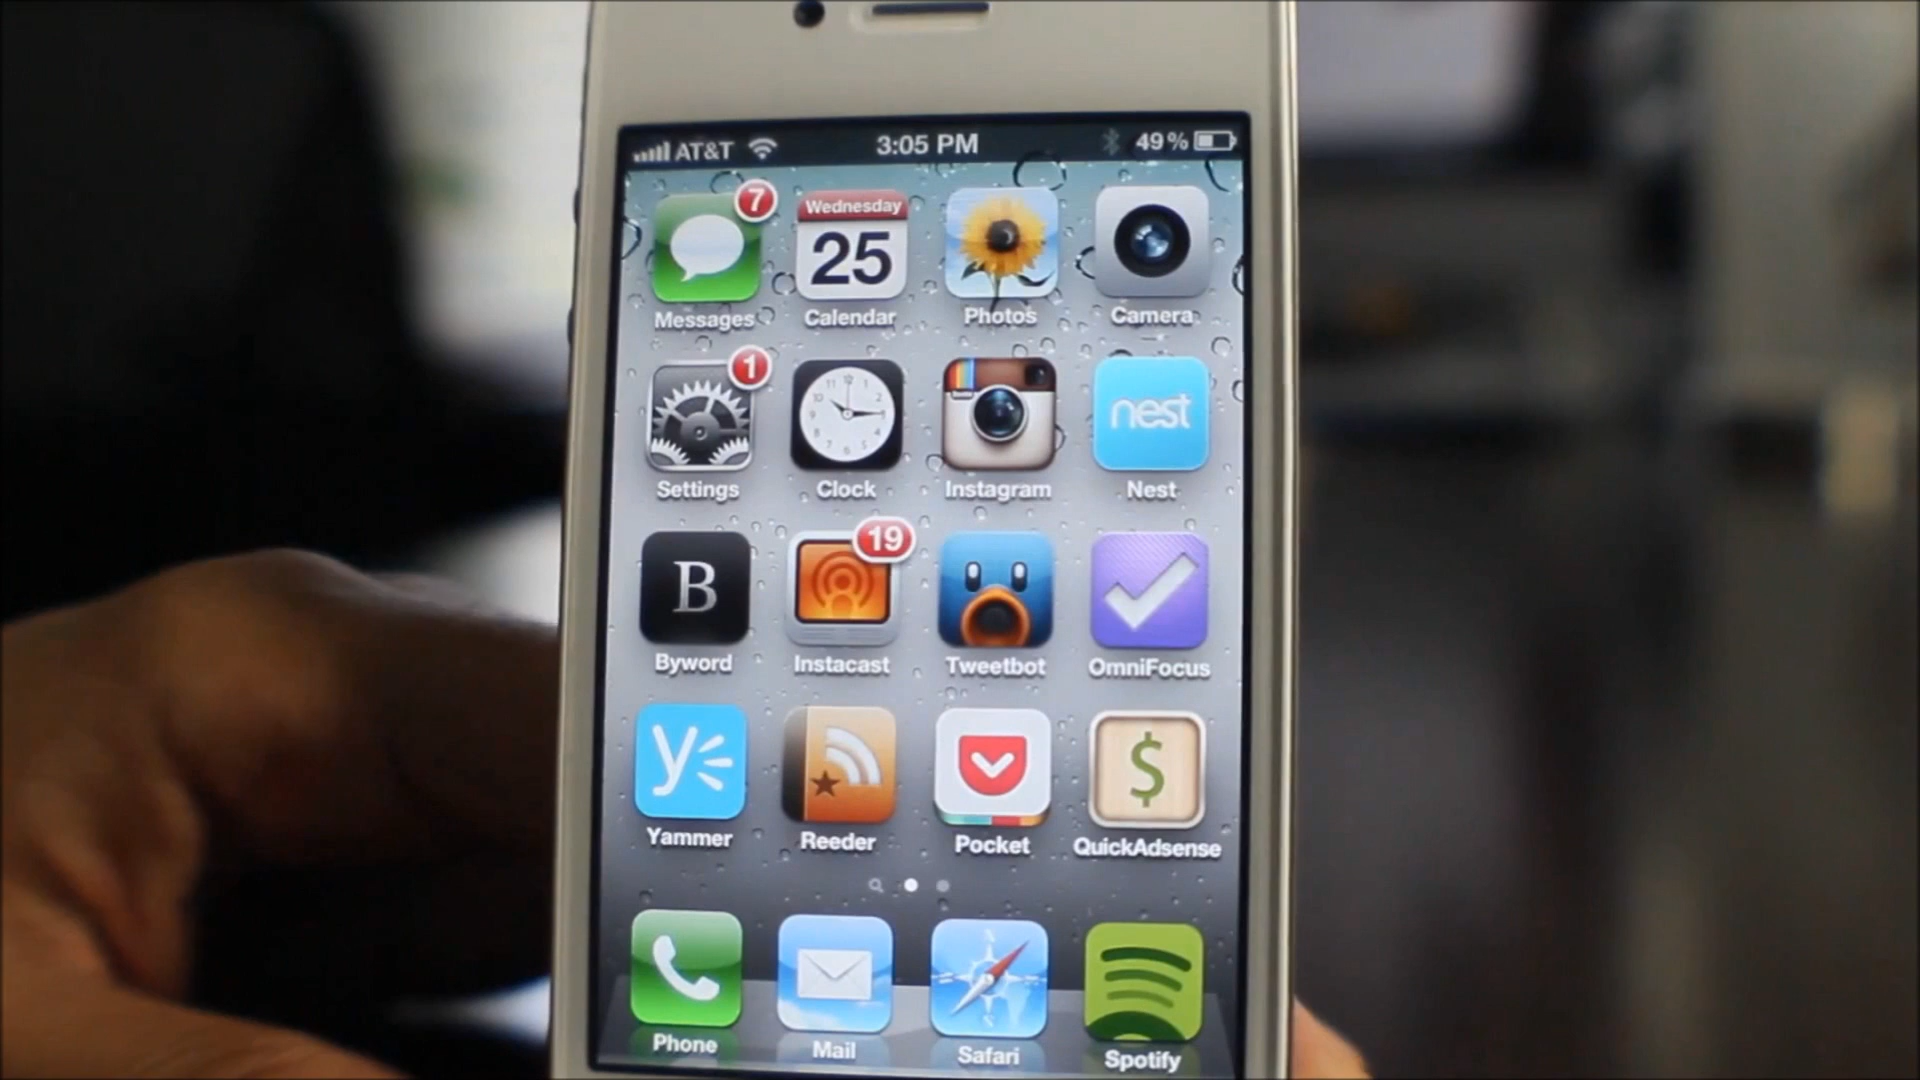 AT&T 3:05 PM 49%
7 Wednesday
25
Messages Calendar Photos Camera
1 nest
Settings Clock Instagram Nest
B 19
Byword Instacast Tweetbot OmniFocus
y $
Yammer Reeder Pocket QuickAdsense
Phone Mail Safari Spotify